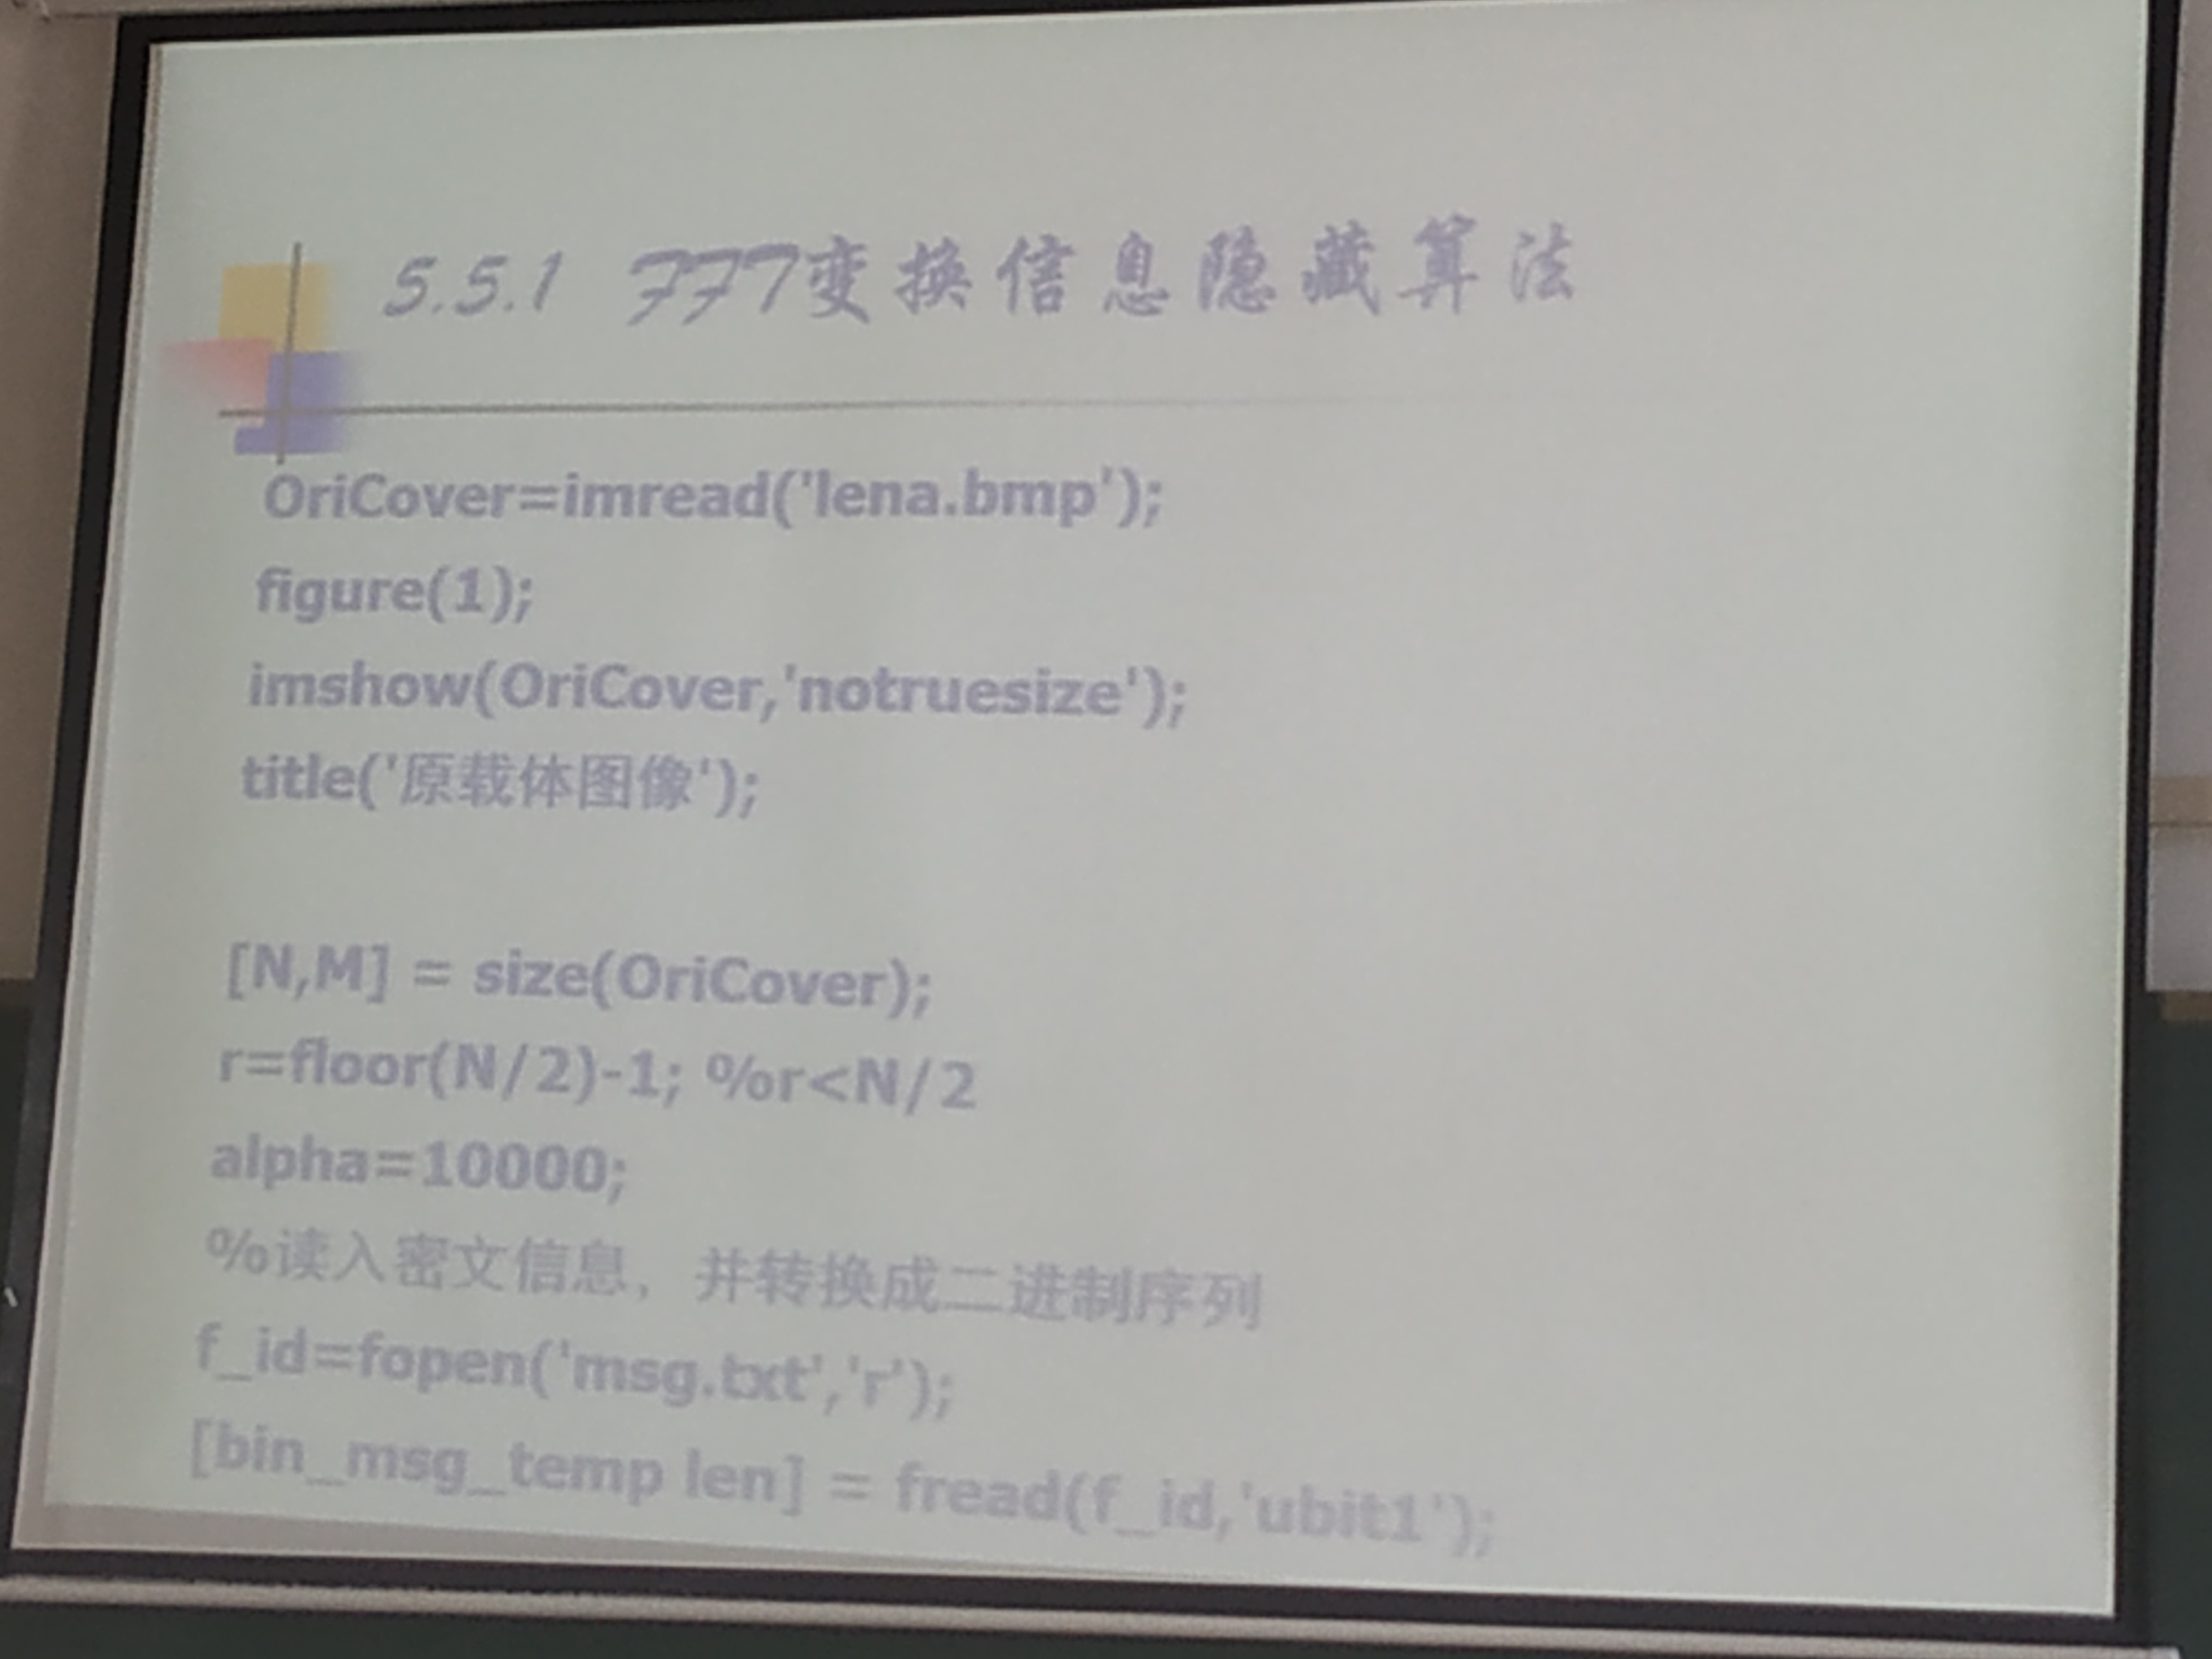 5.5.1 FFT变换信息隐藏算法
OriCover=imread('lena.bmp');
figure(1);
imshow(OriCover,'notruesize');
title('原载体图像');
[N,M] = size(OriCover);
r=floor(N/2)-1; %r<N/2
alpha=10000;
%读入密文信息，并转换成二进制序列
f_id=fopen('msg.txt','r');
[bin_msg_temp len] = fread(f_id,'ubit1');